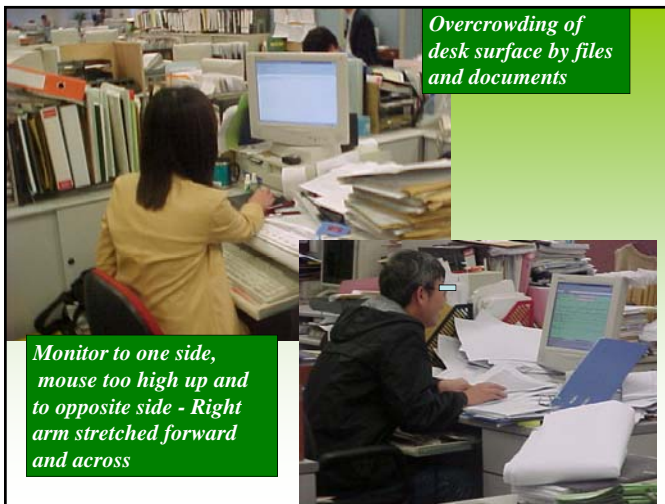 Overcrowding of
desk surface by files
and documents
Monitor to one side,
mouse too high up and
to opposite side - Right
arm stretched forward
and across